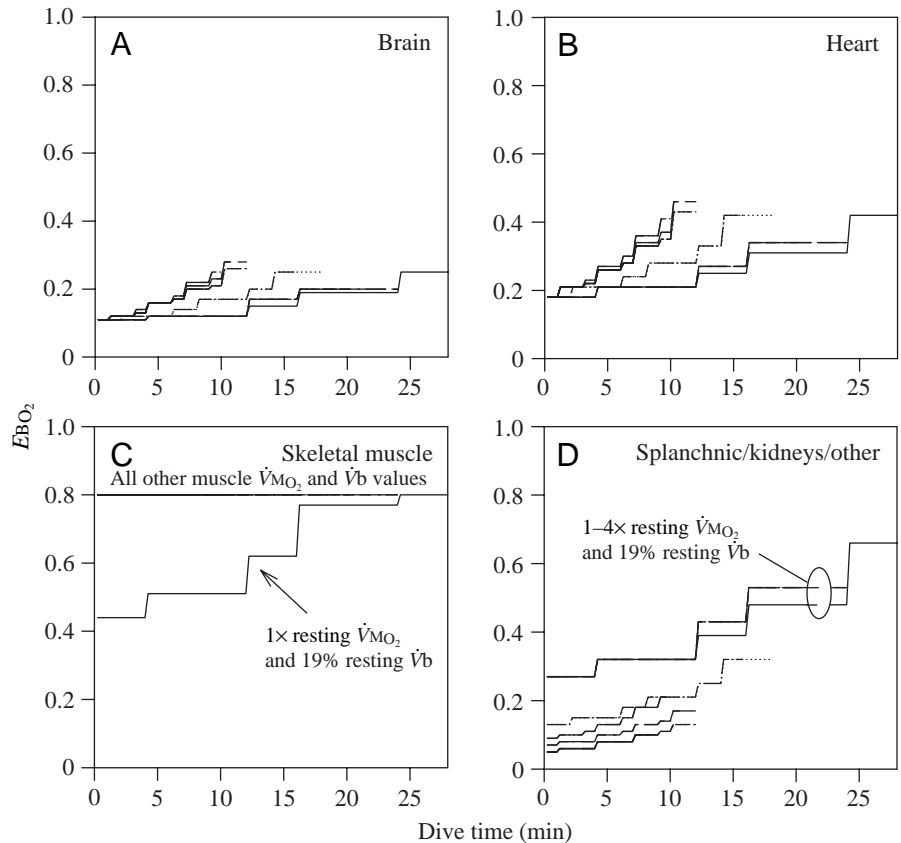 A
Brain
1.0
0.8
0.6
0.4
0.2
0
0 5 10 15 20 25
B
Heart
1.0
0.8
0.6
0.4
0.2
0
0 5 10 15 20 25
EBO2
C
Skeletal muscle
All other muscle V̇MO2 and V̇b values
1× resting V̇MO2
and 19% resting V̇b
1.0
0.8
0.6
0.4
0.2
0
0 5 10 15 20 25
D
Splanchnic/kidneys/other
1–4× resting V̇MO2
and 19% resting V̇b
1.0
0.8
0.6
0.4
0.2
0
0 5 10 15 20 25
Dive time (min)